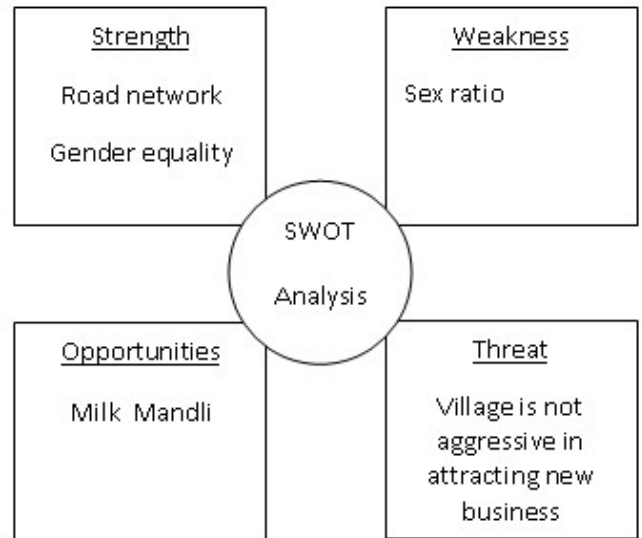 Strength
Road network
Gender equality
Weakness
Sex ratio
SWOT
Analysis
Opportunities
Milk Mandli
Threat
Village is not
aggressive in
attracting new
business